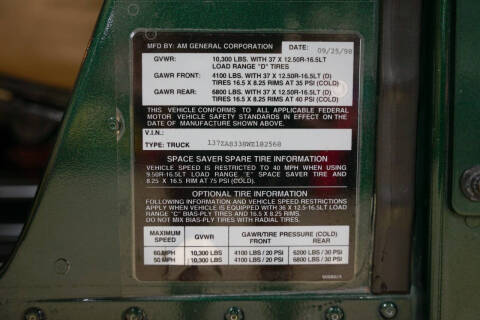 MFD BY: AM GENERAL CORPORATION DATE: 09/25/98
GVWR: 10,300 LBS. WITH 37 X 12.50R-16.5LT
LOAD RANGE "D" TIRES
GAWR FRONT: 4100 LBS. WITH 37 X 12.50R-16.5LT (D)
TIRES 16.5 X 8.25 RIMS AT 35 PSI (COLD)
GAWR REAR: 6800 LBS. WITH 37 X 12.50R-16.5LT (D)
TIRES 16.5 X 8.25 RIMS AT 40 PSI (COLD)
THIS VEHICLE CONFORMS TO ALL APPLICABLE FEDERAL
MOTOR VEHICLE SAFETY STANDARDS IN EFFECT ON THE
DATE OF MANUFACTURE SHOWN ABOVE.
V.I.N.:
TYPE: TRUCK 137ZA8338WE182560
SPACE SAVER SPARE TIRE INFORMATION
VEHICLE SPEED IS RESTRICTED TO 40 MPH WHEN USING
9.50R-16.5LT LOAD RANGE "E" SPACE SAVER TIRE AND
8.25 X 16.5 RIM AT 75 PSI (COLD).
OPTIONAL TIRE INFORMATION
FOLLOWING INFORMATION AND VEHICLE SPEED RESTRICTIONS
APPLY WHEN VEHICLE IS EQUIPPED WITH 36 X 12.5-16.5LT LOAD
RANGE "C" BIAS-PLY TIRES AND 16.5 X 8.25 RIMS.
DO NOT MIX BIAS-PLY TIRES WITH RADIAL TIRES.
MAXIMUM SPEED GVWR GAWR/TIRE PRESSURE (COLD)
FRONT REAR
60 MPH 10,300 LBS 4100 LBS / 20 PSI 6200 LBS / 30 PSI
50 MPH 10,300 LBS 4100 LBS / 20 PSI 6800 LBS / 30 PSI